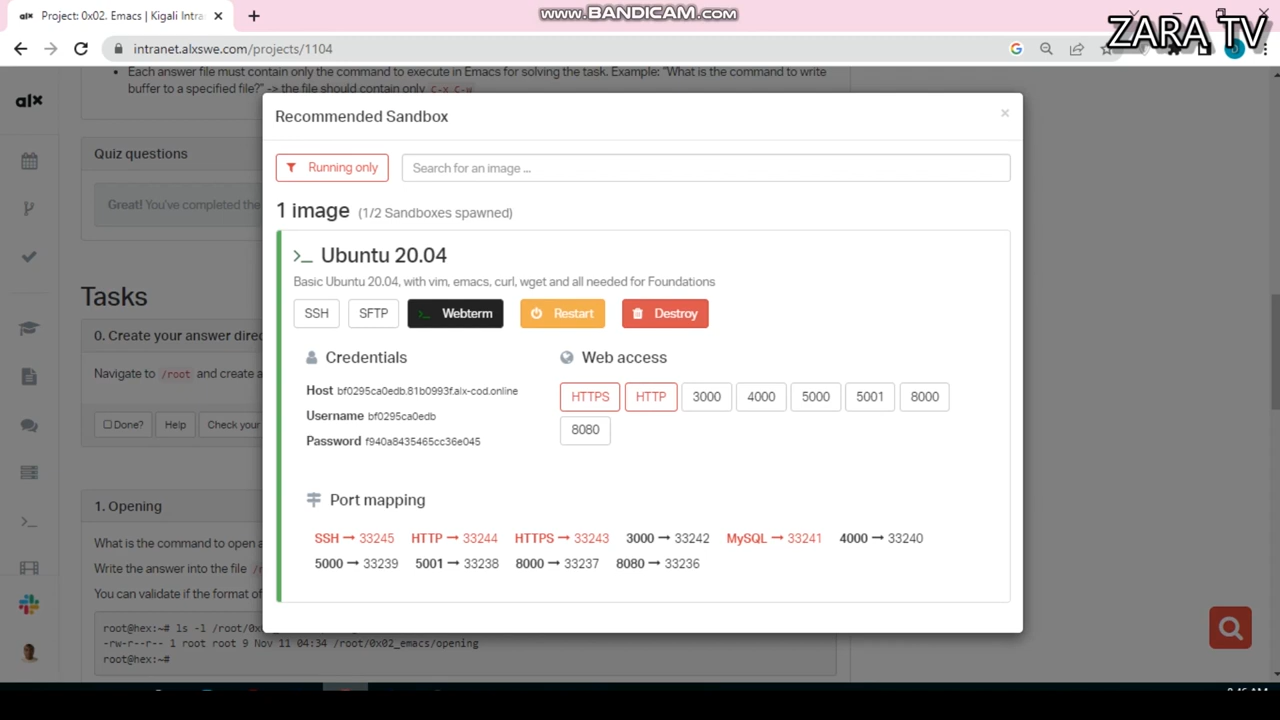 www.BANDICAM.com
ZARA TV
alx Project: 0x02. Emacs | Kigali Intra
intranet.alxswe.com/projects/1104
Each answer file must contain only the command to execute in Emacs for solving the task. Example: "What is the command to write
buffer to a specified file?" -> the file should contain only C-x C-w
alx
Recommended Sandbox
×
Quiz questions
Running only
Search for an image ...
Great! You've completed the
1 image (1/2 Sandboxes spawned)
>_ Ubuntu 20.04
Basic Ubuntu 20.04, with vim, emacs, curl, wget and all needed for Foundations
Tasks
SSH SFTP >_ Webterm Restart Destroy
0. Create your answer direc
Credentials Web access
Navigate to /root and create a
Host bf0295ca0edb.81b0993f.alx-cod.online
HTTPS HTTP 3000 4000 5000 5001 8000
Username bf0295ca0edb
Done? Help Check your
8080
Password f940a8435465cc36e045
1. Opening
Port mapping
What is the command to open a
SSH → 33245 HTTP → 33244 HTTPS → 33243 3000 → 33242 MySQL → 33241 4000 → 33240
Write the answer into the file /r
5000 → 33239 5001 → 33238 8000 → 33237 8080 → 33236
You can validate if the format of
root@hex:~# ls -l /root/0x0
-rw-r--r-- 1 root root 9 Nov 11 04:34 /root/0x02_emacs/opening
root@hex:~#